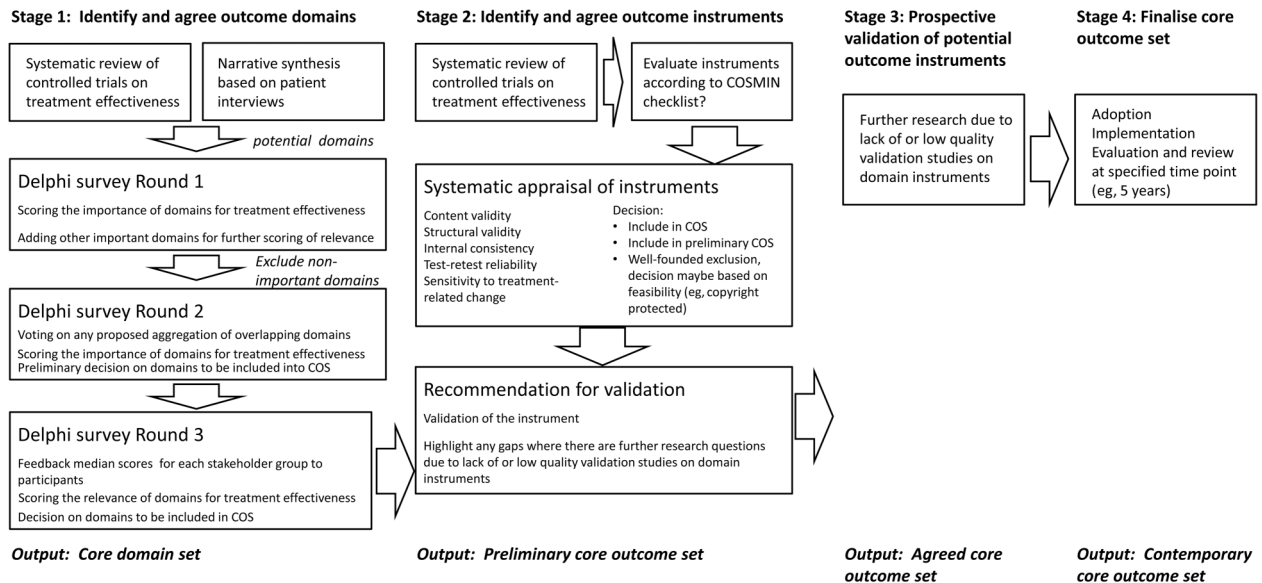 Stage 1: Identify and agree outcome domains
Systematic review of
controlled trials on
treatment effectiveness
Narrative synthesis
based on patient
interviews
potential domains
Delphi survey Round 1
Scoring the importance of domains for treatment effectiveness
Adding other important domains for further scoring of relevance
Exclude non-
important domains
Delphi survey Round 2
Voting on any proposed aggregation of overlapping domains
Scoring the importance of domains for treatment effectiveness
Preliminary decision on domains to be included into COS
Delphi survey Round 3
Feedback median scores for each stakeholder group to
participants
Scoring the relevance of domains for treatment effectiveness
Decision on domains to be included in COS
Output: Core domain set
Stage 2: Identify and agree outcome instruments
Systematic review of
controlled trials on
treatment effectiveness
Evaluate instruments
according to COSMIN
checklist?
Systematic appraisal of instruments
Content validity
Structural validity
Internal consistency
Test-retest reliability
Sensitivity to treatment-
related change
Decision:
• Include in COS
• Include in preliminary COS
• Well-founded exclusion,
decision maybe based on
feasibility (eg, copyright
protected)
Recommendation for validation
Validation of the instrument
Highlight any gaps where there are further research questions
due to lack of or low quality validation studies on domain
instruments
Output: Preliminary core outcome set
Stage 3: Prospective
validation of potential
outcome instruments
Further research due to
lack of or low quality
validation studies on
domain instruments
Output: Agreed core
outcome set
Stage 4: Finalise core
outcome set
Adoption
Implementation
Evaluation and review
at specified time point
(eg, 5 years)
Output: Contemporary
core outcome set